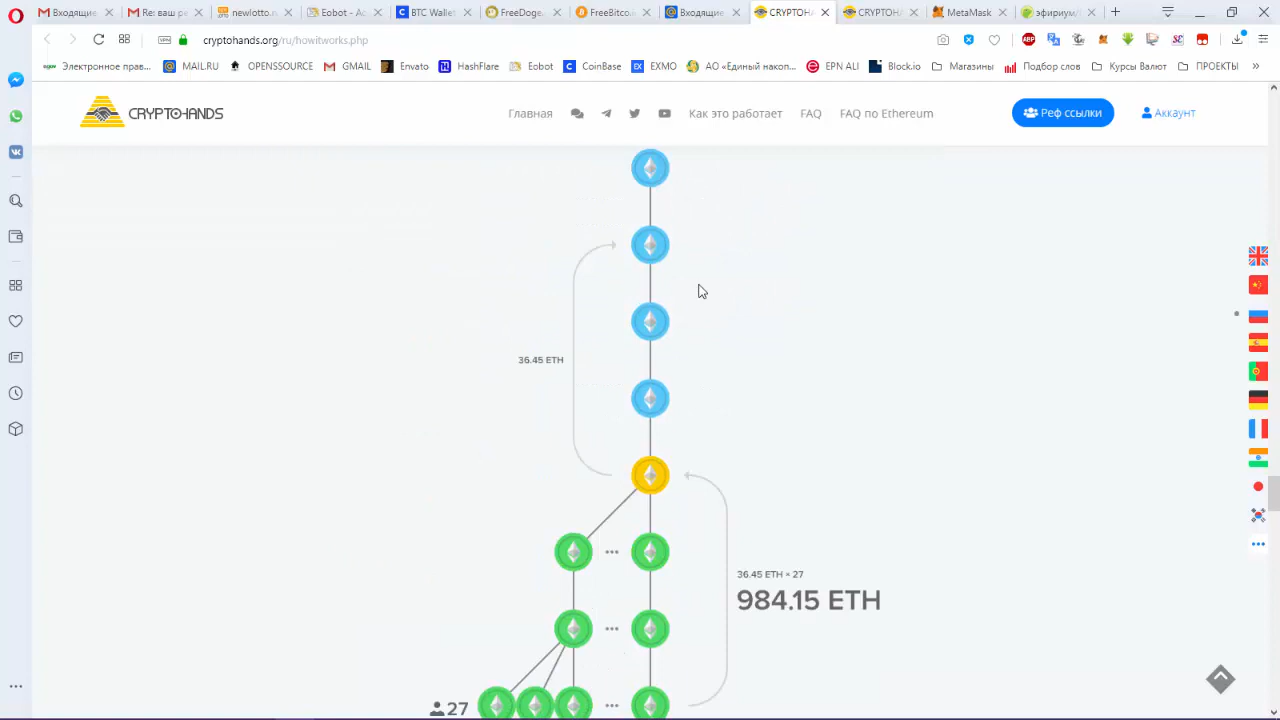 Входящие
Re: ваш ре
newlotto.n
Eobot - Ac
BTC Walle
FreeDoge.
FreeBitco
Входящие
CRYPTOHA
CRYPTOH
MetaMask
эфириум/
cryptohands.org/ru/howitworks.php
Электронное прав...
MAIL.RU
OPENSSOURCE
GMAIL
Envato
HashFlare
Eobot
CoinBase
EXMO
АО «Единый накоп...
EPN ALI
Block.io
Магазины
Подбор слов
Курсы Валют
ПРОЕКТЫ
CRYPTOHANDS
Главная
Как это работает
FAQ
FAQ по Ethereum
Реф ссылки
Аккаунт
36.45 ETH
36.45 ETH × 27
984.15 ETH
27